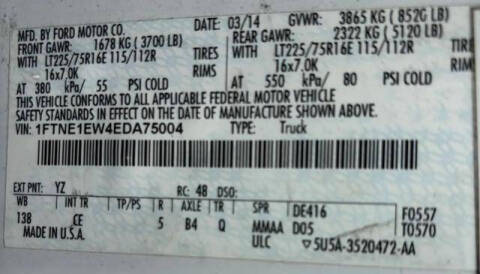 MFD. BY FORD MOTOR CO. DATE: 03/14 GVWR: 3865 KG (8520 LB)
FRONT GAWR: 1678 KG (3700 LB) REAR GAWR: 2322 KG (5120 LB)
WITH LT225/75R16E 115/112R TIRES WITH LT225/75R16E 115/112R TIRES
16x7.0K RIMS 16x7.0K RIMS
AT 380 kPa/ 55 PSI COLD AT 550 kPa/ 80 PSI COLD
THIS VEHICLE CONFORMS TO ALL APPLICABLE FEDERAL MOTOR VEHICLE
SAFETY STANDARDS IN EFFECT ON THE DATE OF MANUFACTURE SHOWN ABOVE.
VIN: 1FTNE1EW4EDA75004 TYPE: Truck
EXT PNT: YZ RC: 48 DSO:
WB INT TR TP/PS R AXLE TR SPR DE416 F0557
138 CE 5 B4 Q MMAA D05 T0570
MADE IN U.S.A. ULC ▽5U5A-3520472-AA